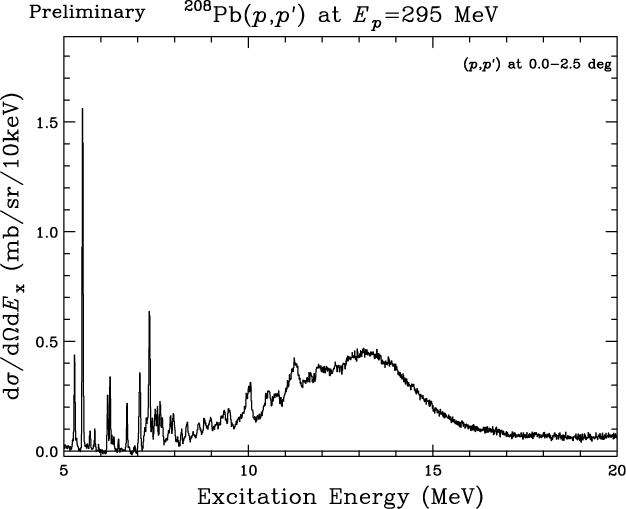 Preliminary
²⁰⁸Pb(p,p′) at Eₚ=295 MeV
(p,p′) at 0.0−2.5 deg
dσ/dΩdEₓ (mb/sr/10keV)
1.5
1.0
0.5
0.0
5 10 15 20
Excitation Energy (MeV)